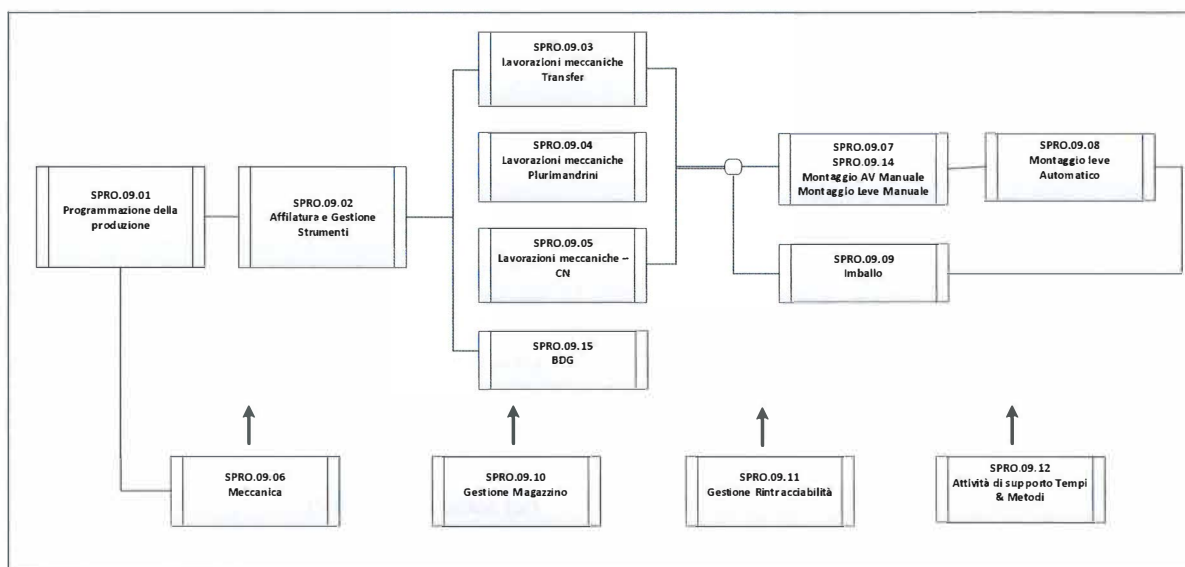 SPRO.09.03
Lavorazioni meccaniche
Transfer
SPRO.09.04
Lavorazioni meccaniche
Plurimandrini
SPRO.09.07
SPRO.09.14
Montaggio AV Manuale
Montaggio Leve Manuale
SPRO.09.08
Montaggio leve
Automatico
SPRO.09.01
Programmazione della
produzione
SPRO.09.02
Affilatura e Gestione
Strumenti
SPRO.09.05
Lavorazioni meccaniche –
CN
SPRO.09.09
Imballo
SPRO.09.15
BDG
SPRO.09.06
Meccanica
SPRO.09.10
Gestione Magazzino
SPRO.09.11
Gestione Rintracciabilità
SPRO.09.12
Attività di supporto Tempi
& Metodi